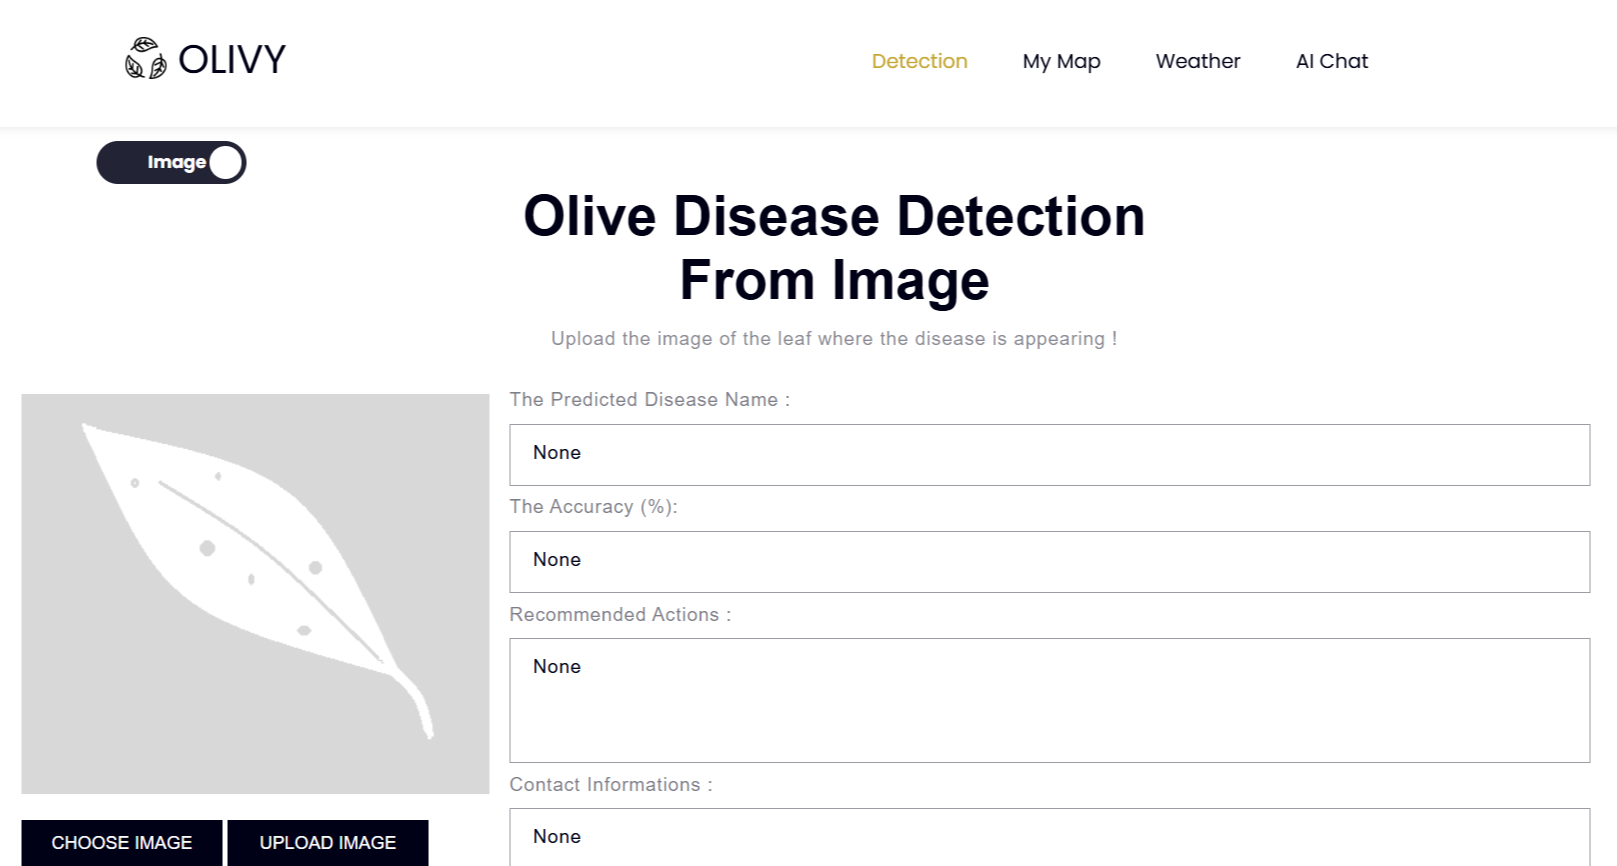 OLIVY
Detection My Map Weather AI Chat
Image
Olive Disease Detection
From Image
Upload the image of the leaf where the disease is appearing !
The Predicted Disease Name :
None
The Accuracy (%):
None
Recommended Actions :
None
Contact Informations :
None
CHOOSE IMAGE UPLOAD IMAGE